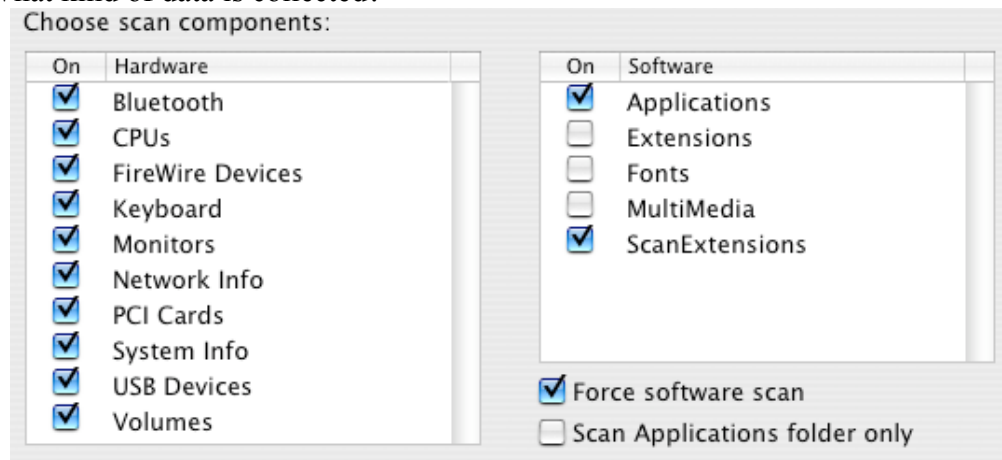 Choose scan components:
On Hardware
Bluetooth
CPUs
FireWire Devices
Keyboard
Monitors
Network Info
PCI Cards
System Info
USB Devices
Volumes
On Software
Applications
Extensions
Fonts
MultiMedia
ScanExtensions
Force software scan
Scan Applications folder only